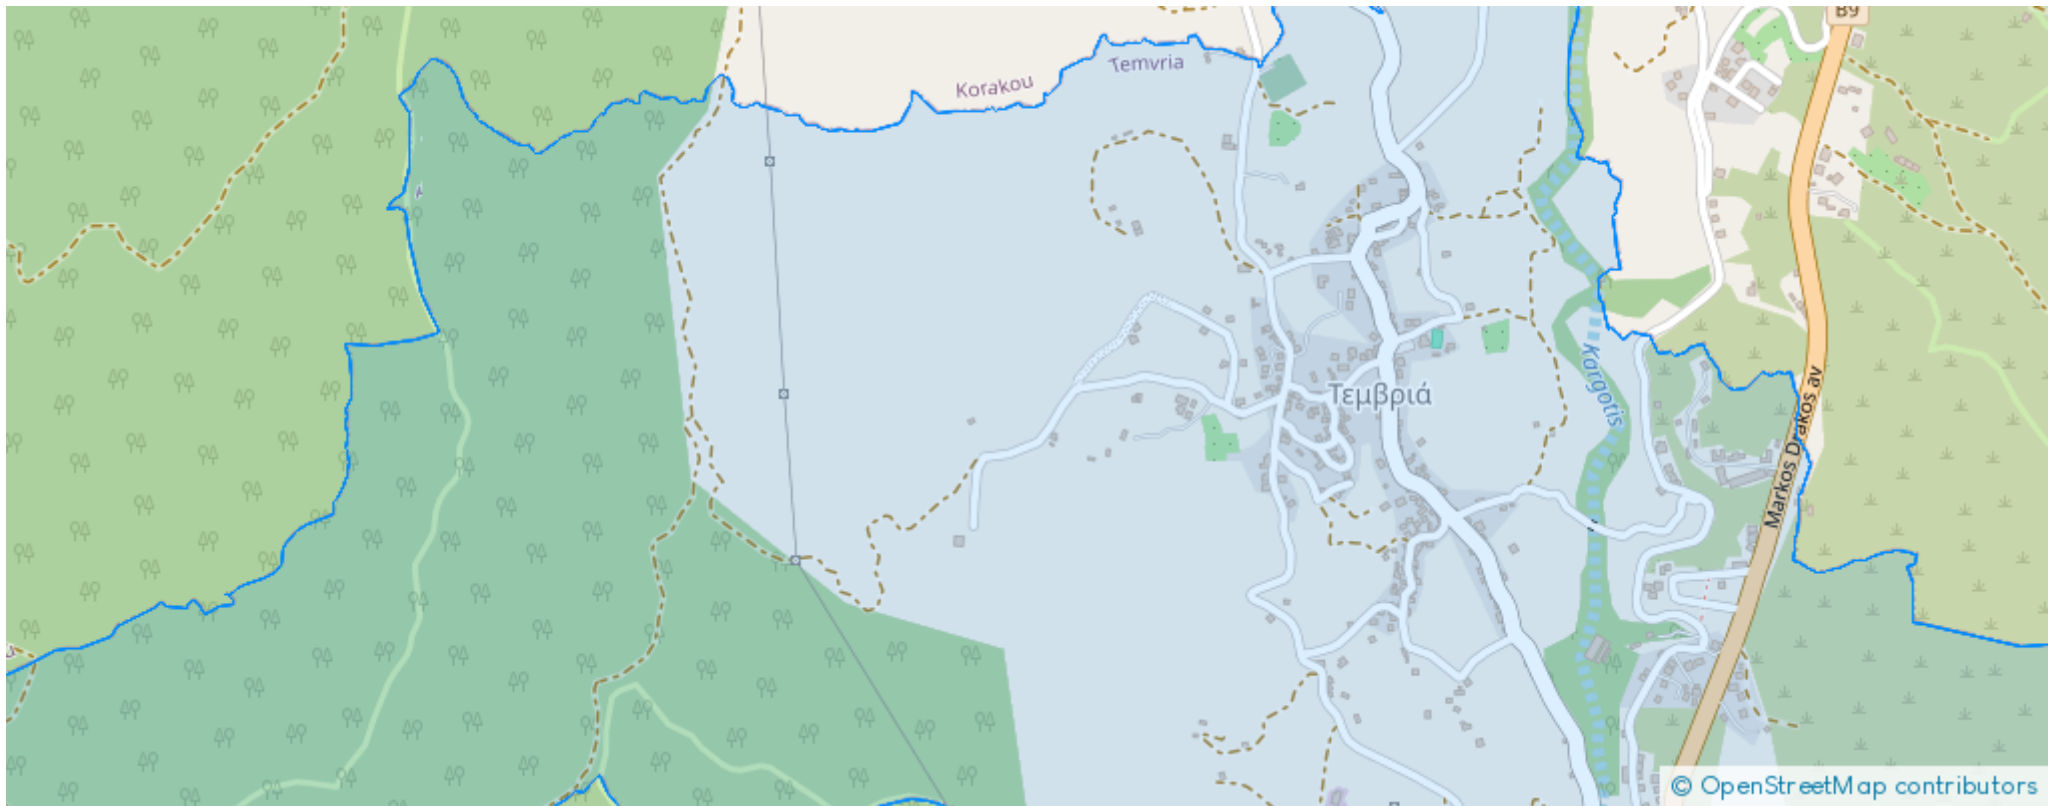 B9
Temvria
Korakou
Kargotis
Τεμβριά
Markos Drakos av
© OpenStreetMap contributors